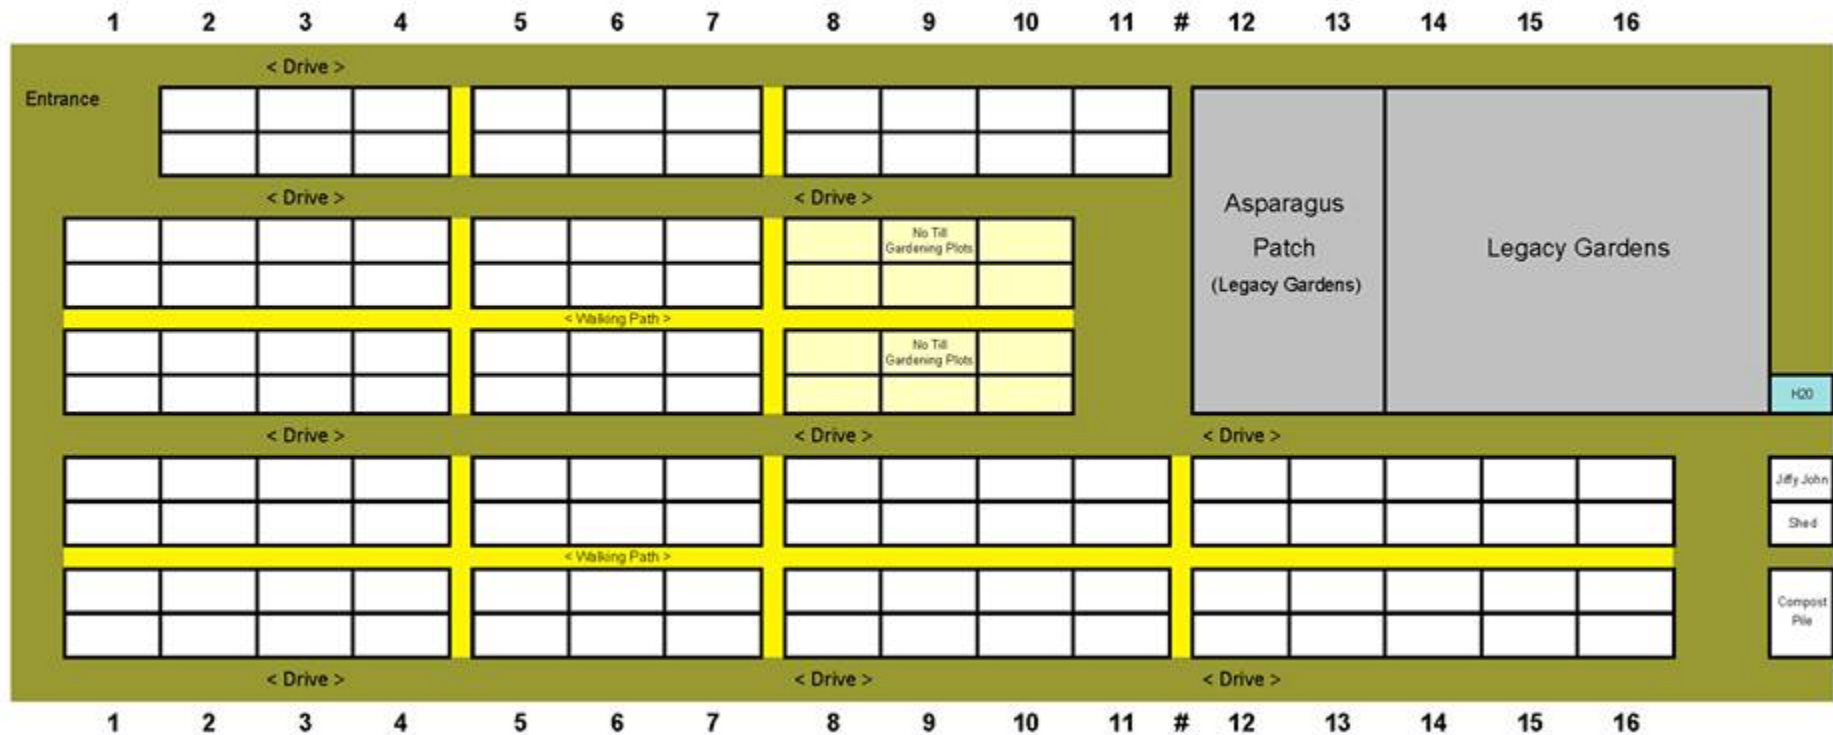 1 2 3 4 5 6 7 8 9 10 11 # 12 13 14 15 16
< Drive >
Entrance
< Drive > < Drive >
Asparagus
Patch
(Legacy Gardens)
Legacy Gardens
No Till
Gardening Plots
< Walking Path >
No Till
Gardening Plots
H20
< Drive > < Drive > < Drive >
Jiffy John
Shed
< Walking Path >
Compost
Pile
< Drive > < Drive > < Drive >
1 2 3 4 5 6 7 8 9 10 11 # 12 13 14 15 16